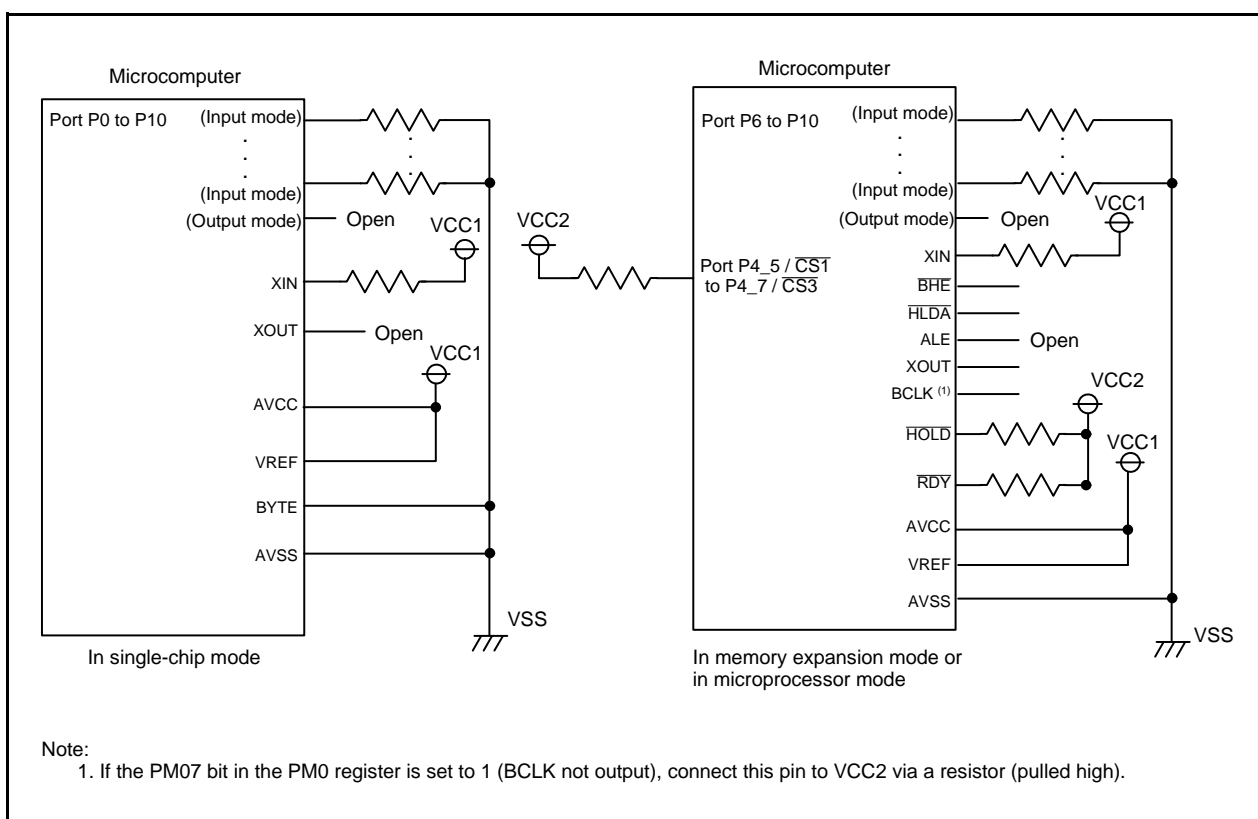 Microcomputer
Port P0 to P10
(Input mode)
(Input mode)
(Output mode)
Open
VCC1
XIN
XOUT
Open
VCC1
AVCC
VREF
BYTE
AVSS
VSS
In single-chip mode
Microcomputer
VCC2
Port P6 to P10
(Input mode)
(Input mode)
(Output mode)
Open
VCC1
Port P4_5 / CS1
to P4_7 / CS3
XIN
BHE
HLDA
ALE
Open
XOUT
BCLK (1)
VCC2
HOLD
VCC1
RDY
AVCC
VREF
AVSS
VSS
In memory expansion mode or
in microprocessor mode
Note:
1. If the PM07 bit in the PM0 register is set to 1 (BCLK not output), connect this pin to VCC2 via a resistor (pulled high).